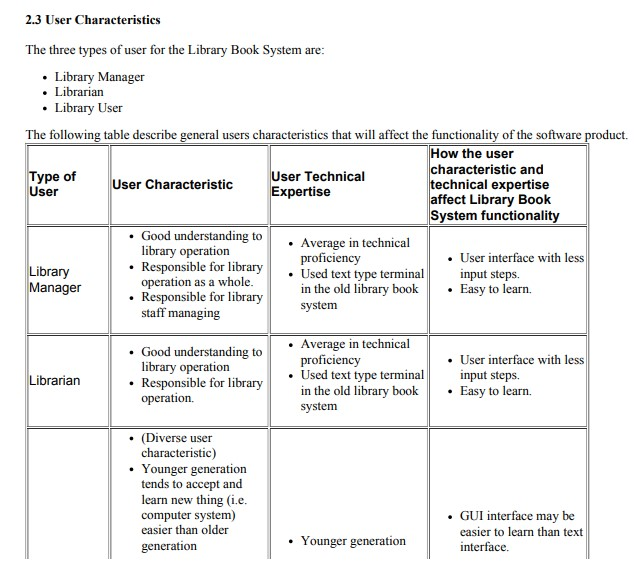 2.3 User Characteristics
The three types of user for the Library Book System are:
• Library Manager
• Librarian
• Library User
The following table describe general users characteristics that will affect the functionality of the software product.
Type of
User
User Characteristic
User Technical
Expertise
How the user
characteristic and
technical expertise
affect Library Book
System functionality
Library
Manager
• Good understanding to
library operation
• Responsible for library
operation as a whole.
• Responsible for library
staff managing
• Average in technical
proficiency
• Used text type terminal
in the old library book
system
• User interface with less
input steps.
• Easy to learn.
Librarian
• Good understanding to
library operation
• Responsible for library
operation.
• Average in technical
proficiency
• Used text type terminal
in the old library book
system
• User interface with less
input steps.
• Easy to learn.
• (Diverse user
characteristic)
• Younger generation
tends to accept and
learn new thing (i.e.
computer system)
easier than older
generation
• Younger generation
• GUI interface may be
easier to learn than text
interface.